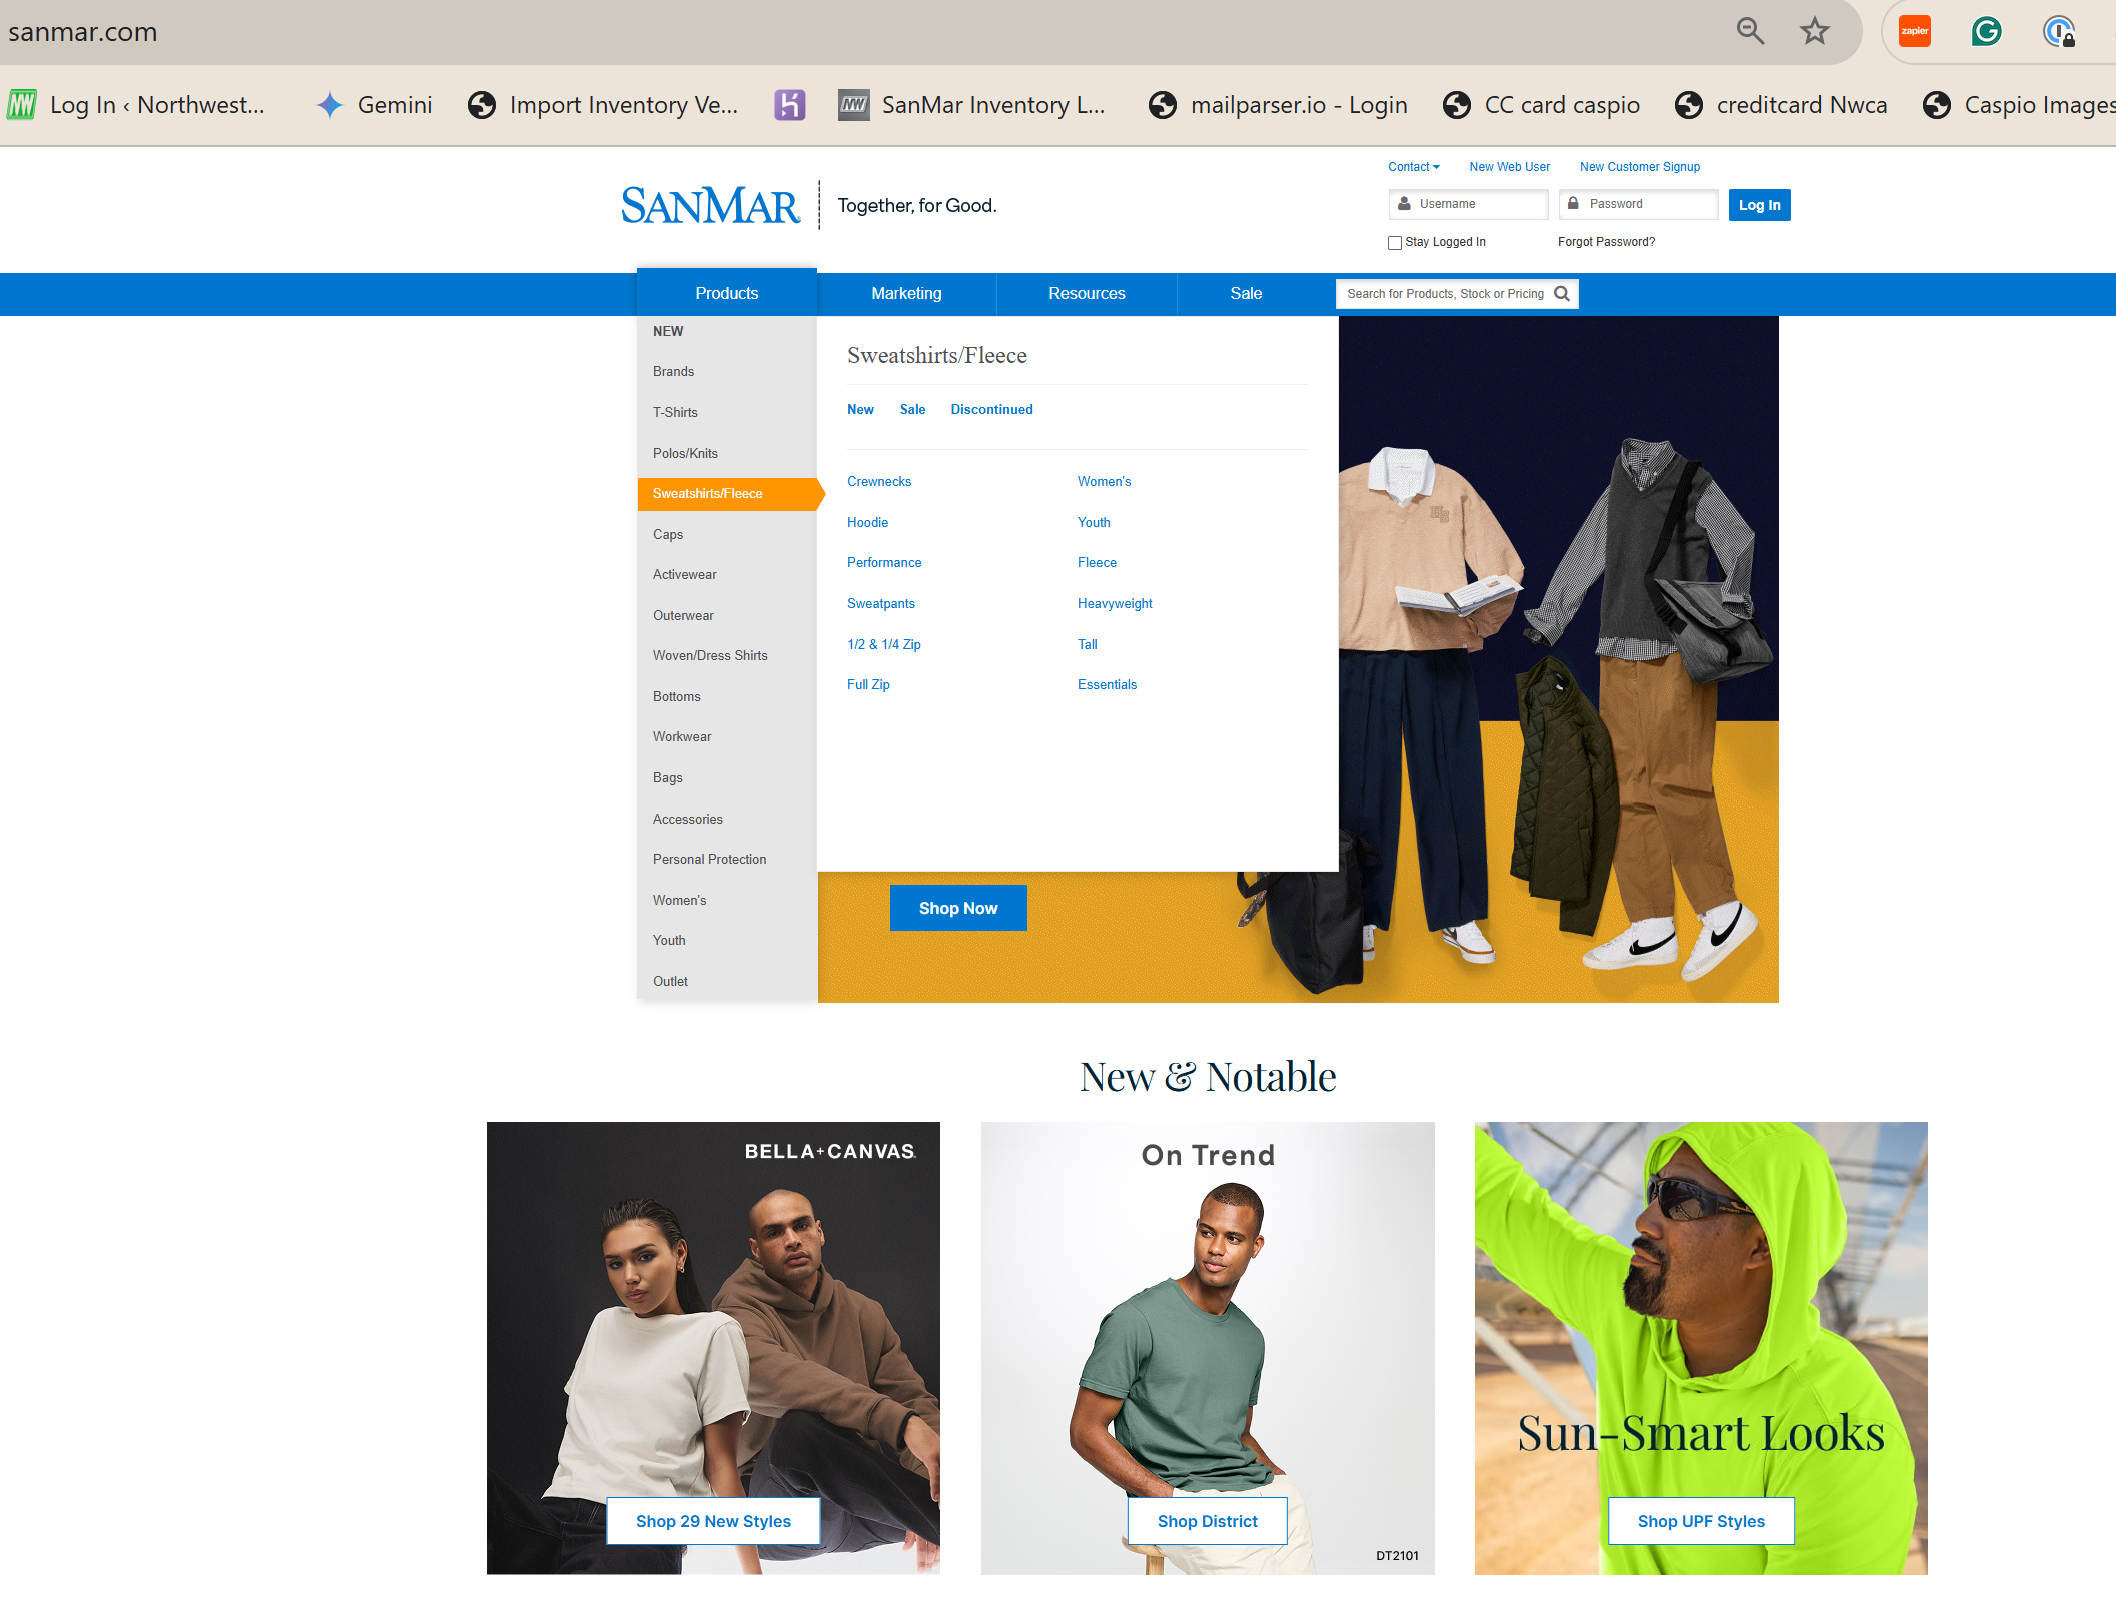 sanmar.com
zapier
Log In ‹ Northwest...
Gemini
Import Inventory Ve...
SanMar Inventory L...
mailparser.io - Login
CC card caspio
creditcard Nwca
Caspio Images
SANMAR
Together, for Good.
Contact
New Web User
New Customer Signup
Username
Password
Log In
Stay Logged In
Forgot Password?
Products
Marketing
Resources
Sale
Search for Products, Stock or Pricing
NEW
Brands
T-Shirts
Polos/Knits
Sweatshirts/Fleece
Caps
Activewear
Outerwear
Woven/Dress Shirts
Bottoms
Workwear
Bags
Accessories
Personal Protection
Women's
Youth
Outlet
Sweatshirts/Fleece
New
Sale
Discontinued
Crewnecks
Hoodie
Performance
Sweatpants
1/2 & 1/4 Zip
Full Zip
Women's
Youth
Fleece
Heavyweight
Tall
Essentials
Shop Now
New & Notable
BELLA+CANVAS
Shop 29 New Styles
On Trend
Shop District
DT2101
Sun-Smart Looks
Shop UPF Styles